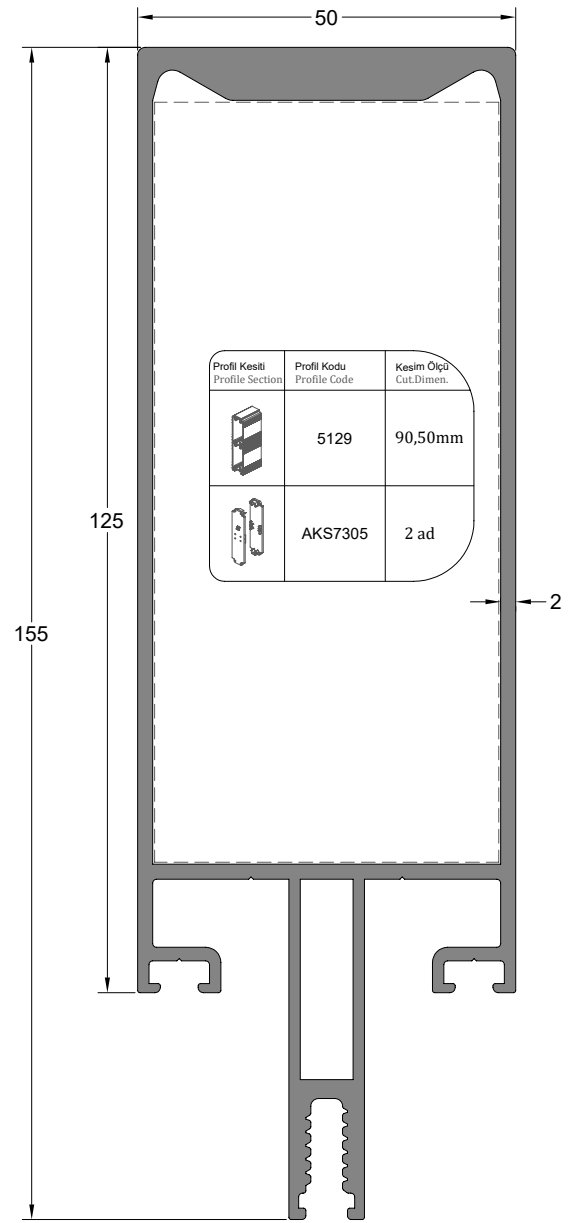 50
Profil Kesiti Profil Kodu Kesim Ölçü
Profile Section Profile Code Cut.Dimen.
5129 90,50mm
125
AKS7305 2 ad
2
155